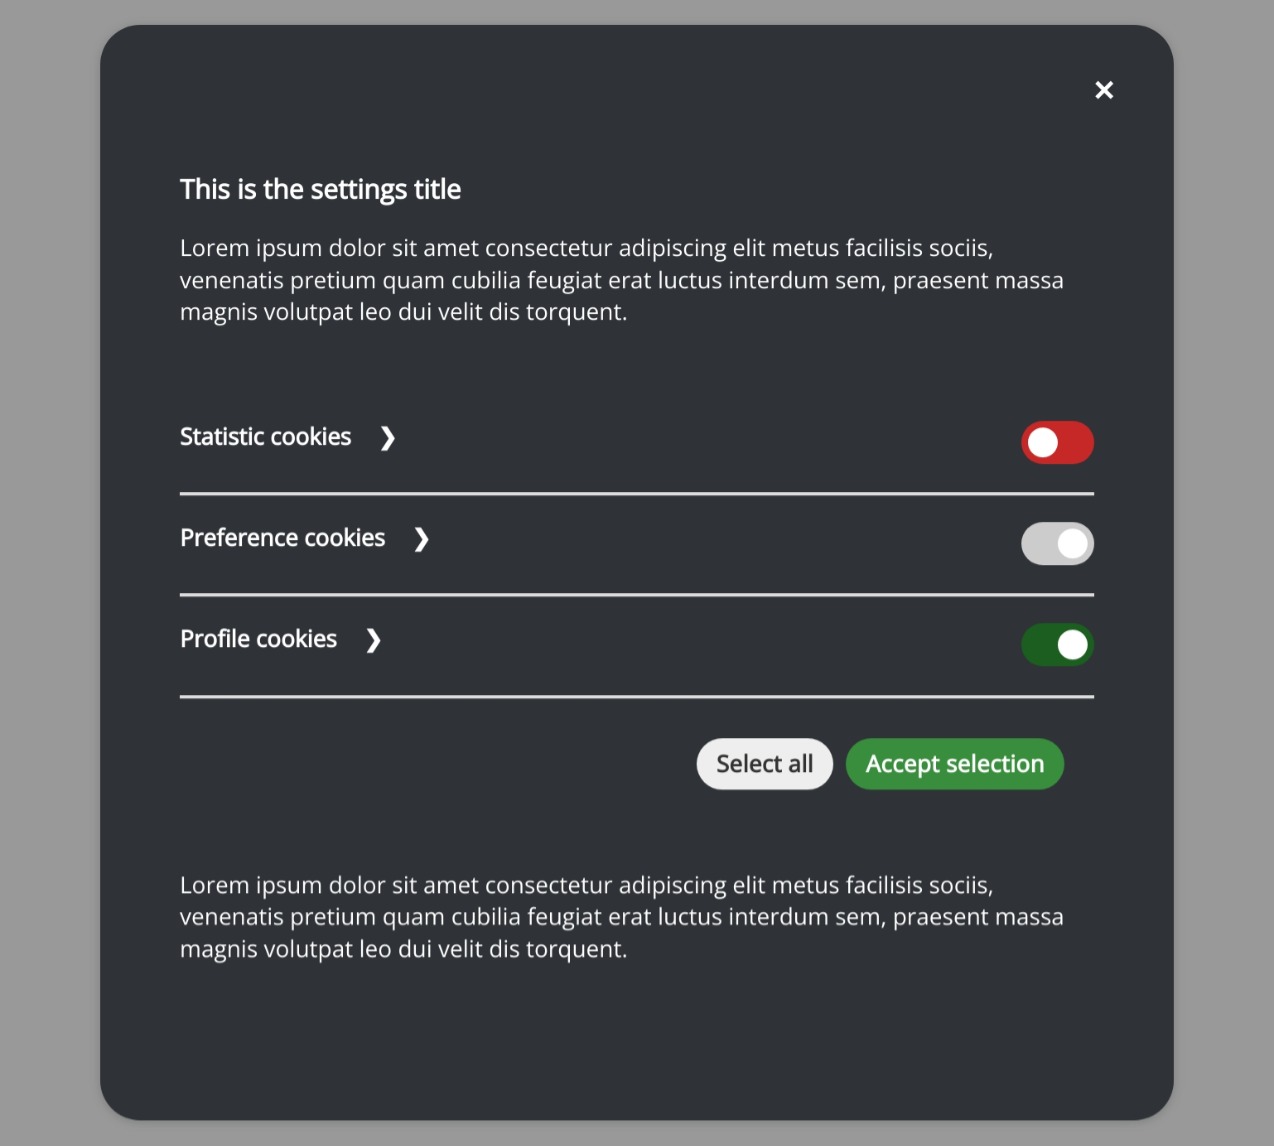 This is the settings title
Lorem ipsum dolor sit amet consectetur adipiscing elit metus facilisis sociis,
venenatis pretium quam cubilia feugiat erat luctus interdum sem, praesent massa
magnis volutpat leo dui velit dis torquent.
Statistic cookies
Preference cookies
Profile cookies
Select all
Accept selection
Lorem ipsum dolor sit amet consectetur adipiscing elit metus facilisis sociis,
venenatis pretium quam cubilia feugiat erat luctus interdum sem, praesent massa
magnis volutpat leo dui velit dis torquent.